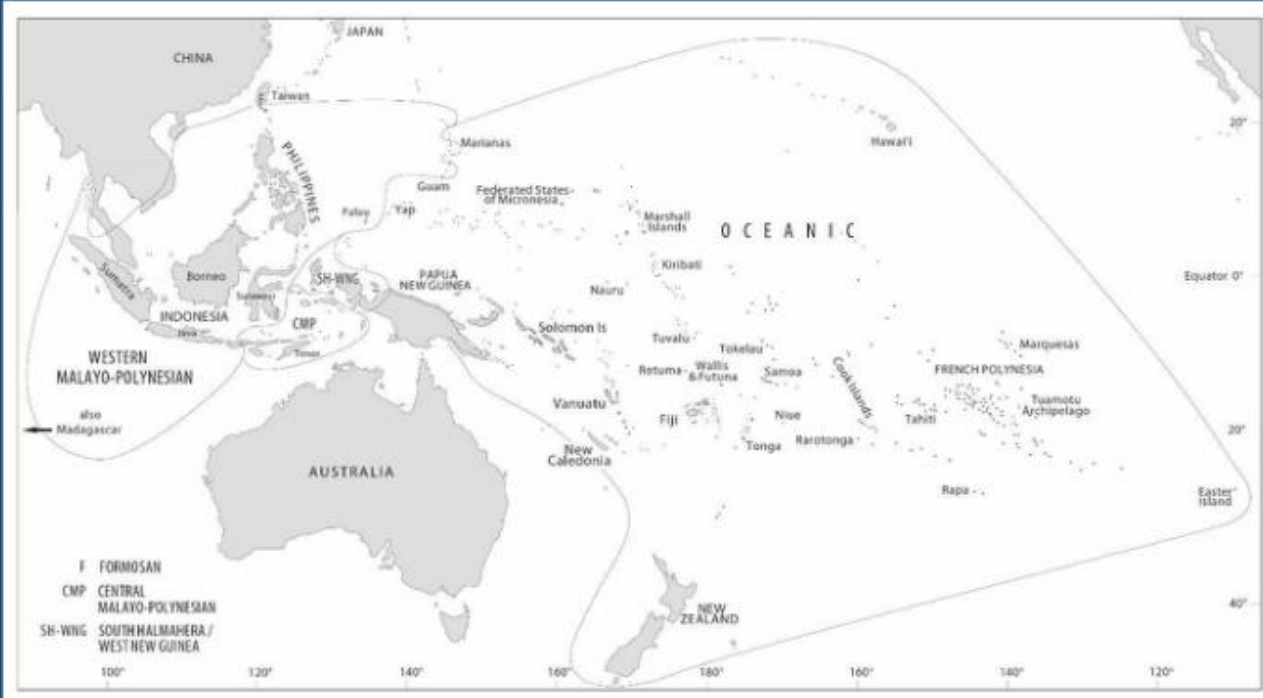 JAPAN
CHINA
Taiwan
20°
Hawai'i
Marianas
PHILIPPINES
Guam
Federated States
of Micronesia
Palau
Yap
Marshall
Islands
OCEANIC
Kiribati
SH-WNG
PAPUA
NEW GUINEA
Equator 0°
Borneo
Sumatra
Sulawesi
Nauru
INDONESIA
CMP
Solomon Is
Java
Timor
Tuvalu
Tokelau
Marquesas
WESTERN
MALAYO-POLYNESIAN
Rotuma
Wallis
& Futuna
Samoa
Cook Islands
FRENCH POLYNESIA
Vanuatu
Tuamotu
Archipelago
also
Madagascar
Fiji
Niue
Tahiti
20°
Tonga
Rarotonga
New
Caledonia
AUSTRALIA
Rapa
Easter
Island
F FORMOSAN
CMP CENTRAL
MALAYO-POLYNESIAN
SH-WNG SOUTH HALMAHERA /
WEST NEW GUINEA
NEW
ZEALAND
40°
100° 120° 140° 160° 180° 160° 140° 120°